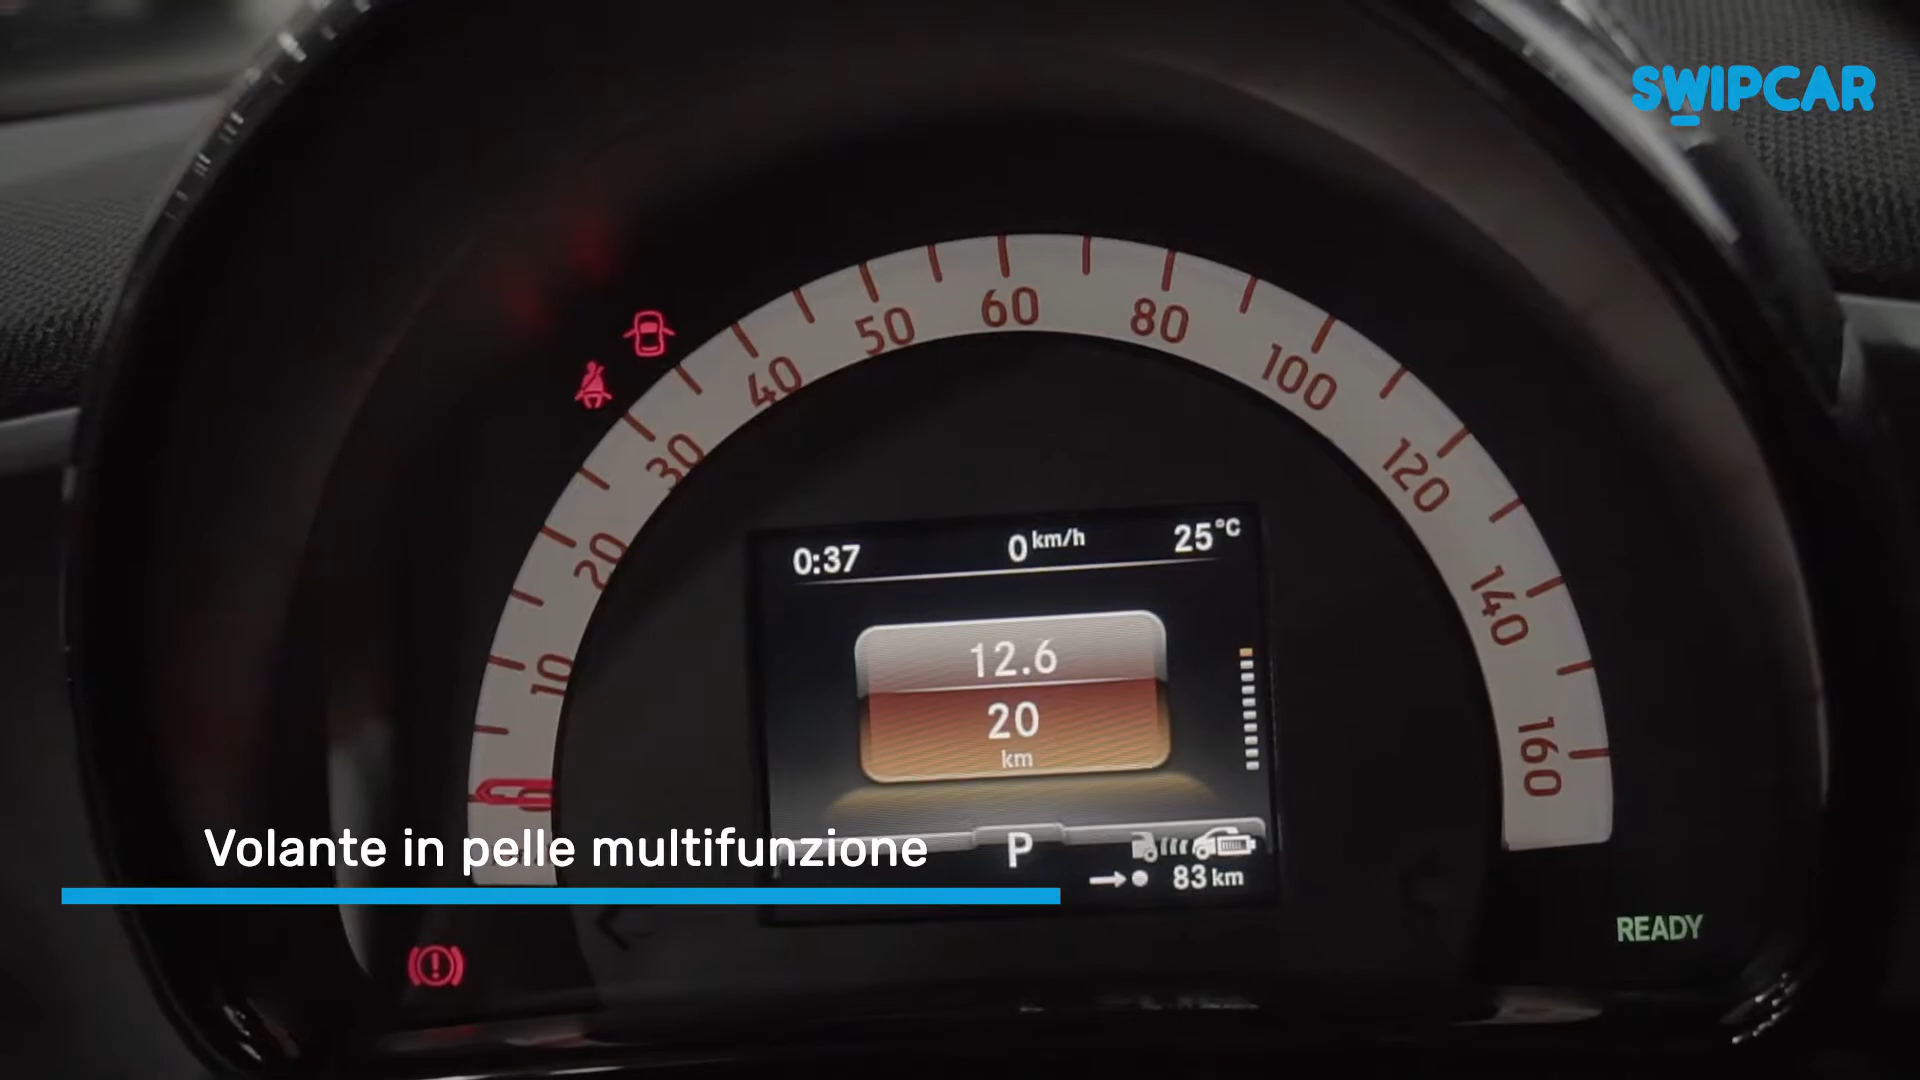 SWIPCAR
50 60 80
40 100
30 120
20 140
10 160
0:37 0 km/h 25°C
12.6
20
km
P
83 km
Volante in pelle multifunzione
READY